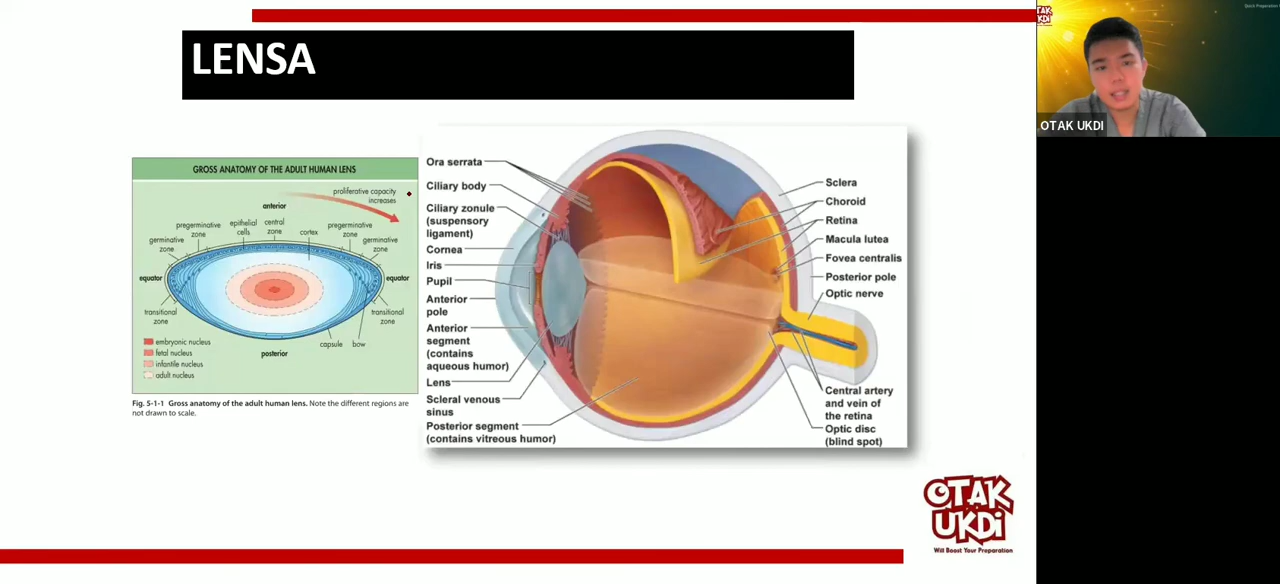 LENSA
GROSS ANATOMY OF THE ADULT HUMAN LENS
proliferative capacity
increases
anterior
pregerminative
zone
epithelial
cells
central
zone
cortex
pregerminative
zone
germinative
zone
germinative
zone
equator
equator
transitional
zone
transitional
zone
capsule
bow
posterior
embryonic nucleus
fetal nucleus
infantile nucleus
adult nucleus
Fig. 5-1-1 Gross anatomy of the adult human lens. Note the different regions are
not drawn to scale.
Ora serrata
Ciliary body
Ciliary zonule
(suspensory
ligament)
Cornea
Iris
Pupil
Anterior
pole
Anterior
segment
(contains
aqueous humor)
Lens
Scleral venous
sinus
Posterior segment
(contains vitreous humor)
Sclera
Choroid
Retina
Macula lutea
Fovea centralis
Posterior pole
Optic nerve
Central artery
and vein of
the retina
Optic disc
(blind spot)
OTAK
UKDI
Will Boost Your Preparation
OTAK
UKDI
OTAK UKDI